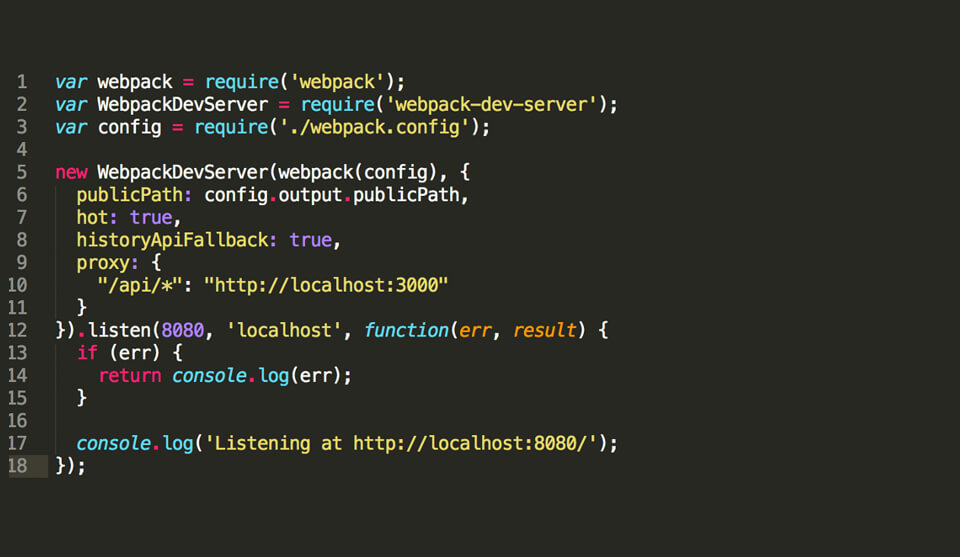 1 var webpack = require('webpack');
2 var WebpackDevServer = require('webpack-dev-server');
3 var config = require('./webpack.config');
4
5 new WebpackDevServer(webpack(config), {
6   publicPath: config.output.publicPath,
7   hot: true,
8   historyApiFallback: true,
9   proxy: {
10     "/api/*": "http://localhost:3000"
11   }
12 }).listen(8080, 'localhost', function(err, result) {
13   if (err) {
14     return console.log(err);
15   }
16
17   console.log('Listening at http://localhost:8080/');
18 });